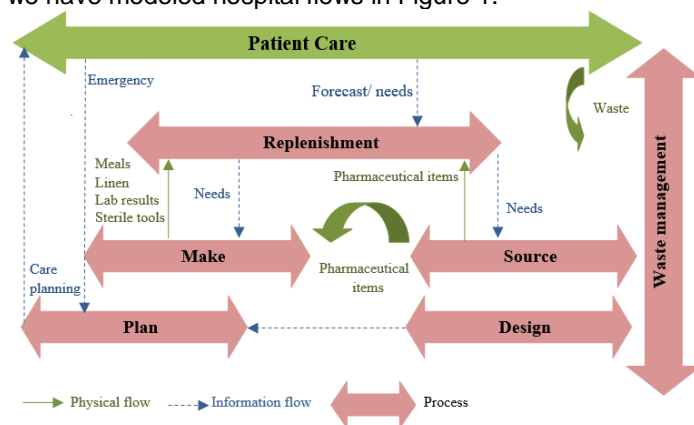 we have modeled hospital flows in Figure 1.
Patient Care
Emergency
Forecast/ needs
Waste
Replenishment
Meals
Linen
Lab results
Sterile tools
Needs
Pharmaceutical items
Needs
Make
Pharmaceutical
items
Source
Care
planning
Plan
Design
Waste management
Physical flow
Information flow
Process